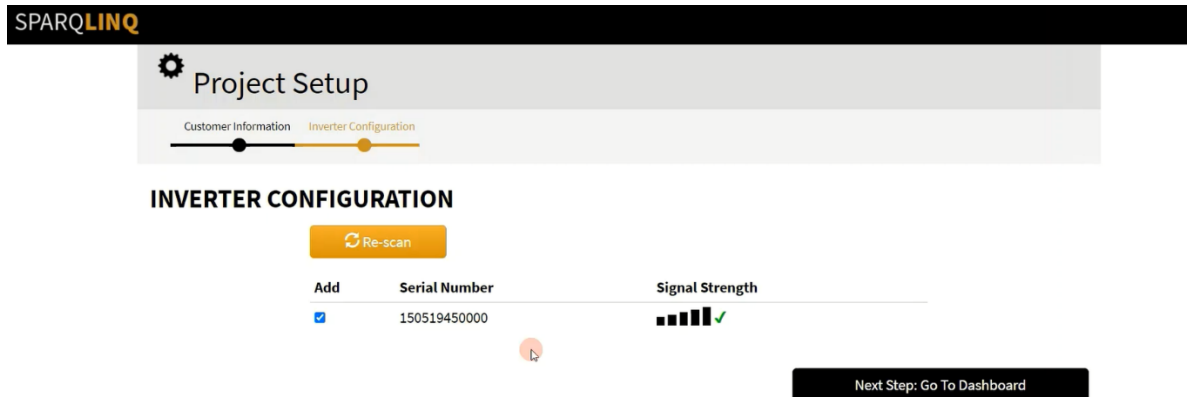 SPARQLINQ
Project Setup
Customer Information Inverter Configuration
INVERTER CONFIGURATION
Re-scan
Add Serial Number Signal Strength
150519450000
Next Step: Go To Dashboard